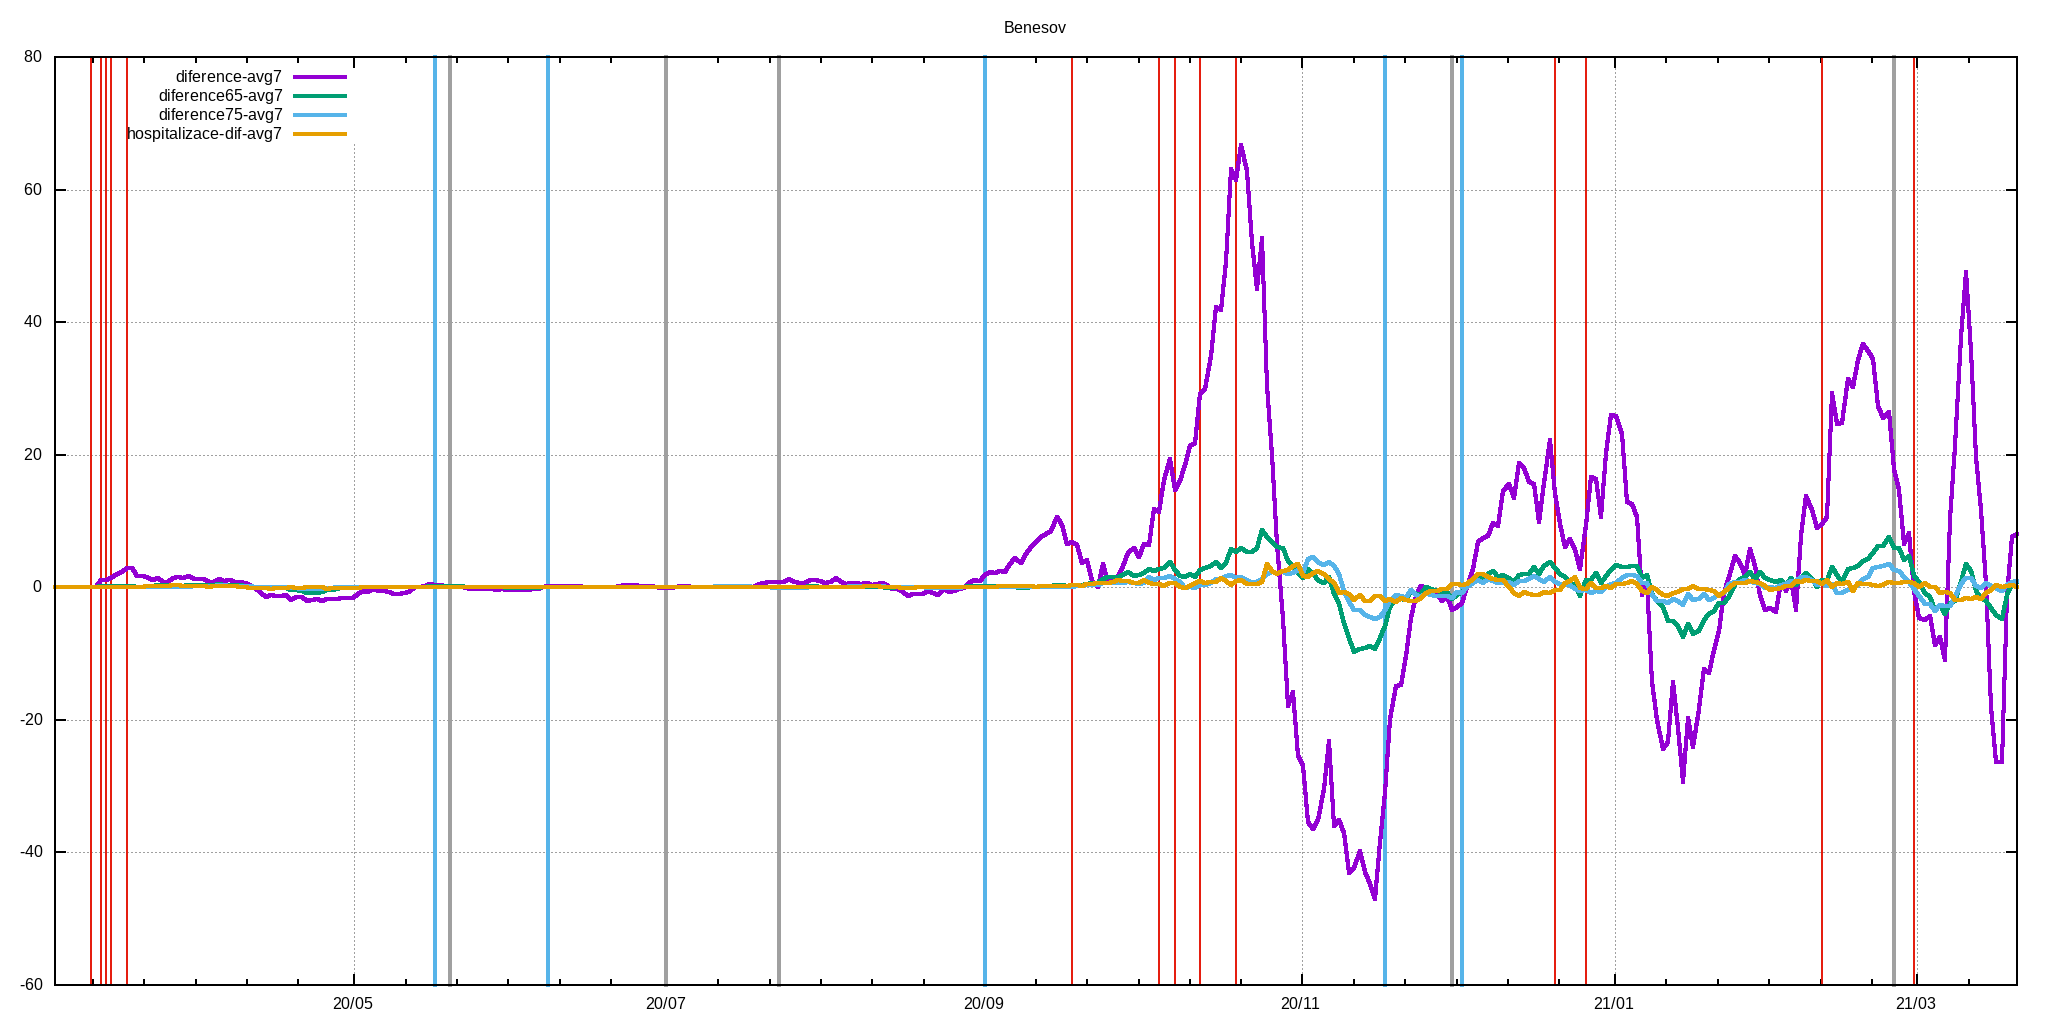 Benesov
80
diference-avg7
diference65-avg7
diference75-avg7
hospitalizace-dif-avg7
60
40
20
0
-20
-40
-60
20/05 20/07 20/09 20/11 21/01 21/03